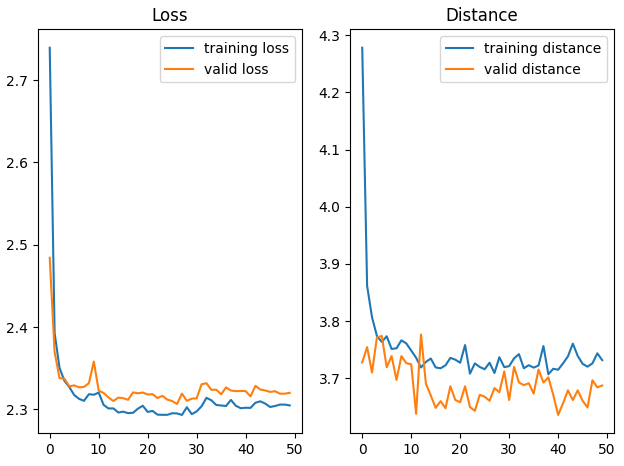 Loss
training loss
valid loss
2.7
2.6
2.5
2.4
2.3
0 10 20 30 40 50
Distance
training distance
valid distance
4.3
4.2
4.1
4.0
3.9
3.8
3.7
0 10 20 30 40 50